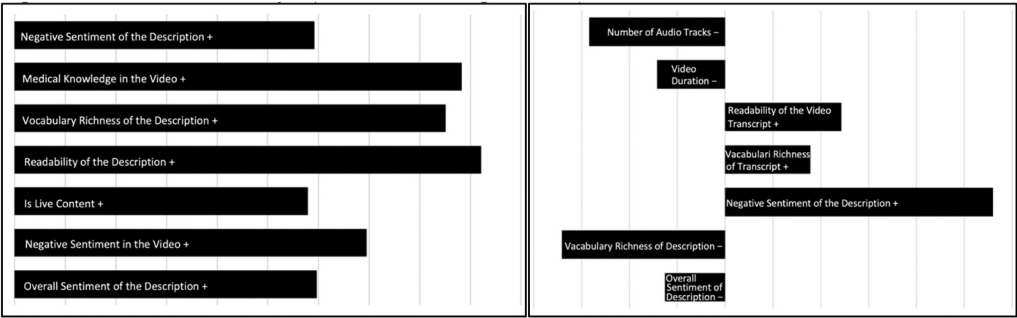 Negative Sentiment of the Description +
Medical Knowledge in the Video +
Vocabulary Richness of the Description +
Readability of the Description +
Is Live Content +
Negative Sentiment in the Video +
Overall Sentiment of the Description +
Number of Audio Tracks –
Video
Duration –
Readability of the Video
Transcript +
Vacabulari Richness
of Transcript +
Negative Sentiment of the Description +
Vacabulary Richness of Description –
Overall
Sentiment of
Description –